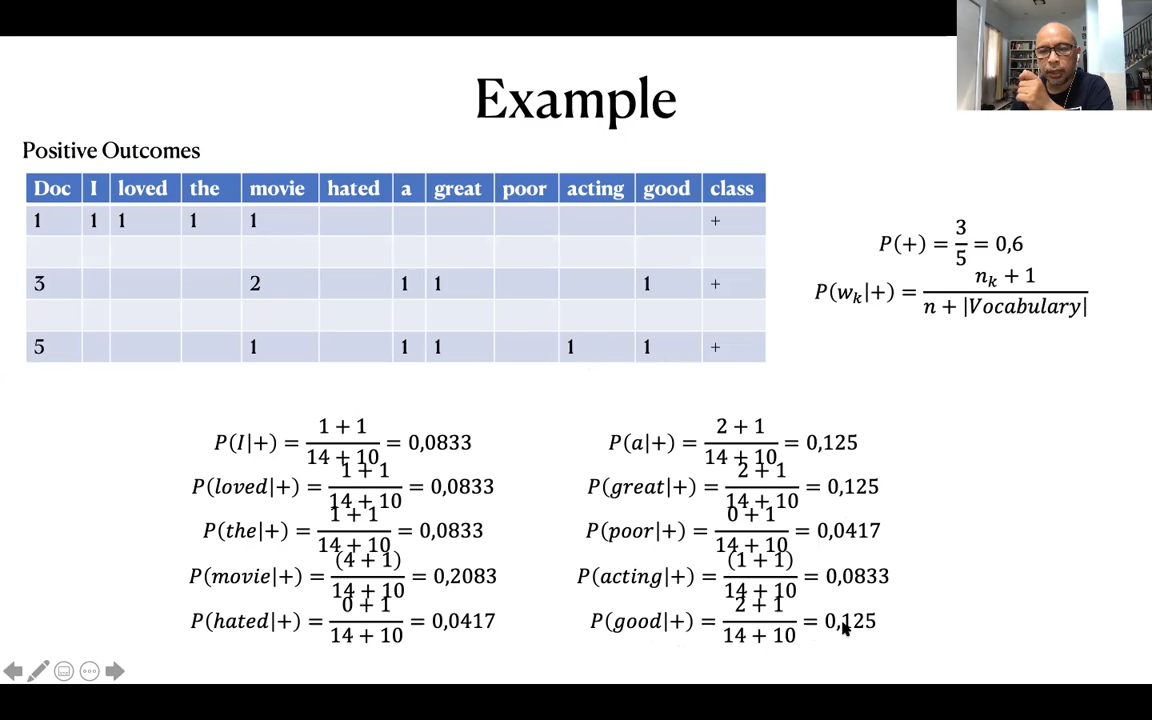 Example
Positive Outcomes
Doc I loved the movie hated a great poor acting good class
1 1 1 1 1 +
3 2 1 1 1 +
5 1 1 1 1 1 +
P(+) = 3/5 = 0,6
P(w_k|+) = (n_k + 1)/(n + |Vocabulary|)
P(I|+) = (1 + 1)/(14 + 10) = 0,0833
P(loved|+) = (1 + 1)/(14 + 10) = 0,0833
P(the|+) = (1 + 1)/(14 + 10) = 0,0833
P(movie|+) = (4 + 1)/(14 + 10) = 0,2083
P(hated|+) = (0 + 1)/(14 + 10) = 0,0417
P(a|+) = (2 + 1)/(14 + 10) = 0,125
P(great|+) = (2 + 1)/(14 + 10) = 0,125
P(poor|+) = (0 + 1)/(14 + 10) = 0,0417
P(acting|+) = (1 + 1)/(14 + 10) = 0,0833
P(good|+) = (2 + 1)/(14 + 10) = 0,125